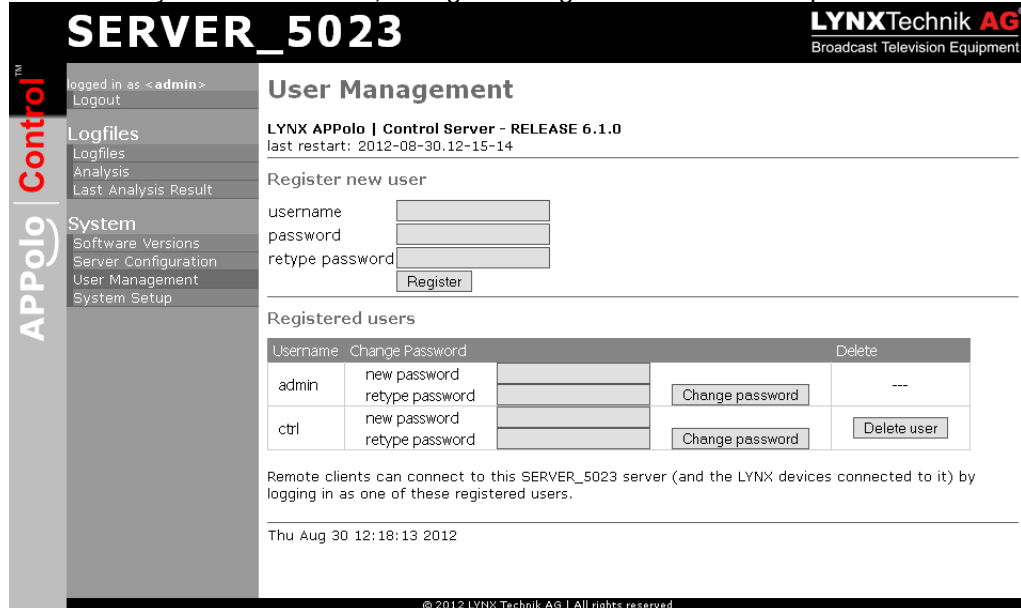 SERVER_5023
LYNXTechnik AG
Broadcast Television Equipment
APPolo | Control™
logged in as <admin>
Logout
Logfiles
Logfiles
Analysis
Last Analysis Result
System
Software Versions
Server Configuration
User Management
System Setup
User Management
LYNX APPolo | Control Server - RELEASE 6.1.0
last restart: 2012-08-30.12-15-14
Register new user
username
password
retype password
Register
Registered users
Username Change Password Delete
admin new password
retype password Change password ---
ctrl new password
retype password Change password Delete user
Remote clients can connect to this SERVER_5023 server (and the LYNX devices connected to it) by
logging in as one of these registered users.
Thu Aug 30 12:18:13 2012
© 2012 LYNX Technik AG | All rights reserved